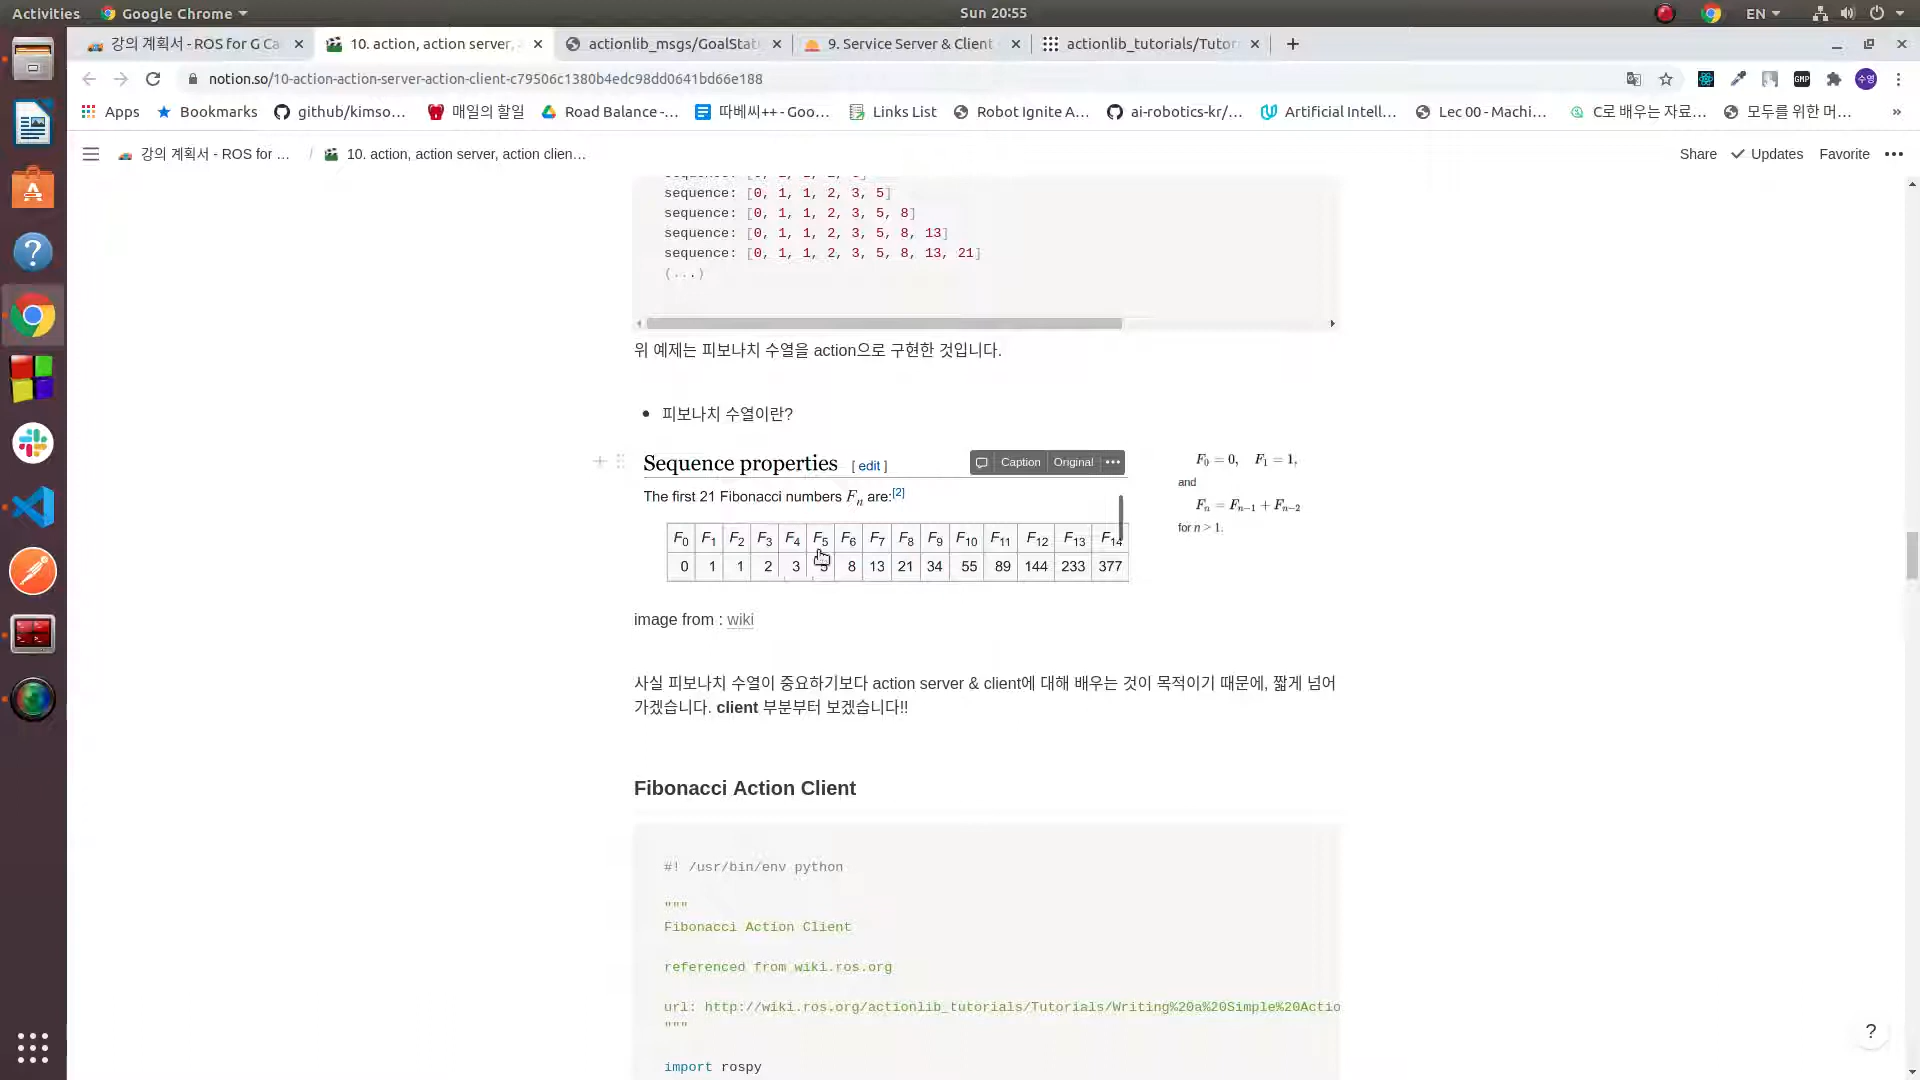 Activities
Google Chrome
Sun 20:55
EN
강의 계획서 - ROS for G Ca
10. action, action server,
actionlib_msgs/GoalStat
9. Service Server & Client
actionlib_tutorials/Tutor
notion.so/10-action-action-server-action-client-c79506c1380b4edc98dd0641bd66e188
GMP
수영
Apps
Bookmarks
github/kimso...
매일의 할일
Road Balance -...
따베씨++ - Goo...
Links List
Robot Ignite A...
ai-robotics-kr/...
Artificial Intell...
Lec 00 - Machi...
C로 배우는 자료...
모두를 위한 머...
»
강의 계획서 - ROS for ...
/
10. action, action server, action clien...
Share
Updates
Favorite
sequence: [0, 1, 1, 2, 3, 5]
sequence: [0, 1, 1, 2, 3, 5, 8]
sequence: [0, 1, 1, 2, 3, 5, 8, 13]
sequence: [0, 1, 1, 2, 3, 5, 8, 13, 21]
(...)
위 예제는 피보나치 수열을 action으로 구현한 것입니다.
• 피보나치 수열이란?
Sequence properties [ edit ]
Caption
Original
The first 21 Fibonacci numbers Fn are:[2]
F0 F1 F2 F3 F4 F5 F6 F7 F8 F9 F10 F11 F12 F13 F14
0 1 1 2 3 5 8 13 21 34 55 89 144 233 377
F0 = 0, F1 = 1,
and
Fn = Fn−1 + Fn−2
for n > 1.
image from : wiki
사실 피보나치 수열이 중요하기보다 action server & client에 대해 배우는 것이 목적이기 때문에, 짧게 넘어
가겠습니다. client 부분부터 보겠습니다!!
Fibonacci Action Client
#! /usr/bin/env python
"""
Fibonacci Action Client
referenced from wiki.ros.org
url: http://wiki.ros.org/actionlib_tutorials/Tutorials/Writing%20a%20Simple%20Actio
"""
import rospy
?